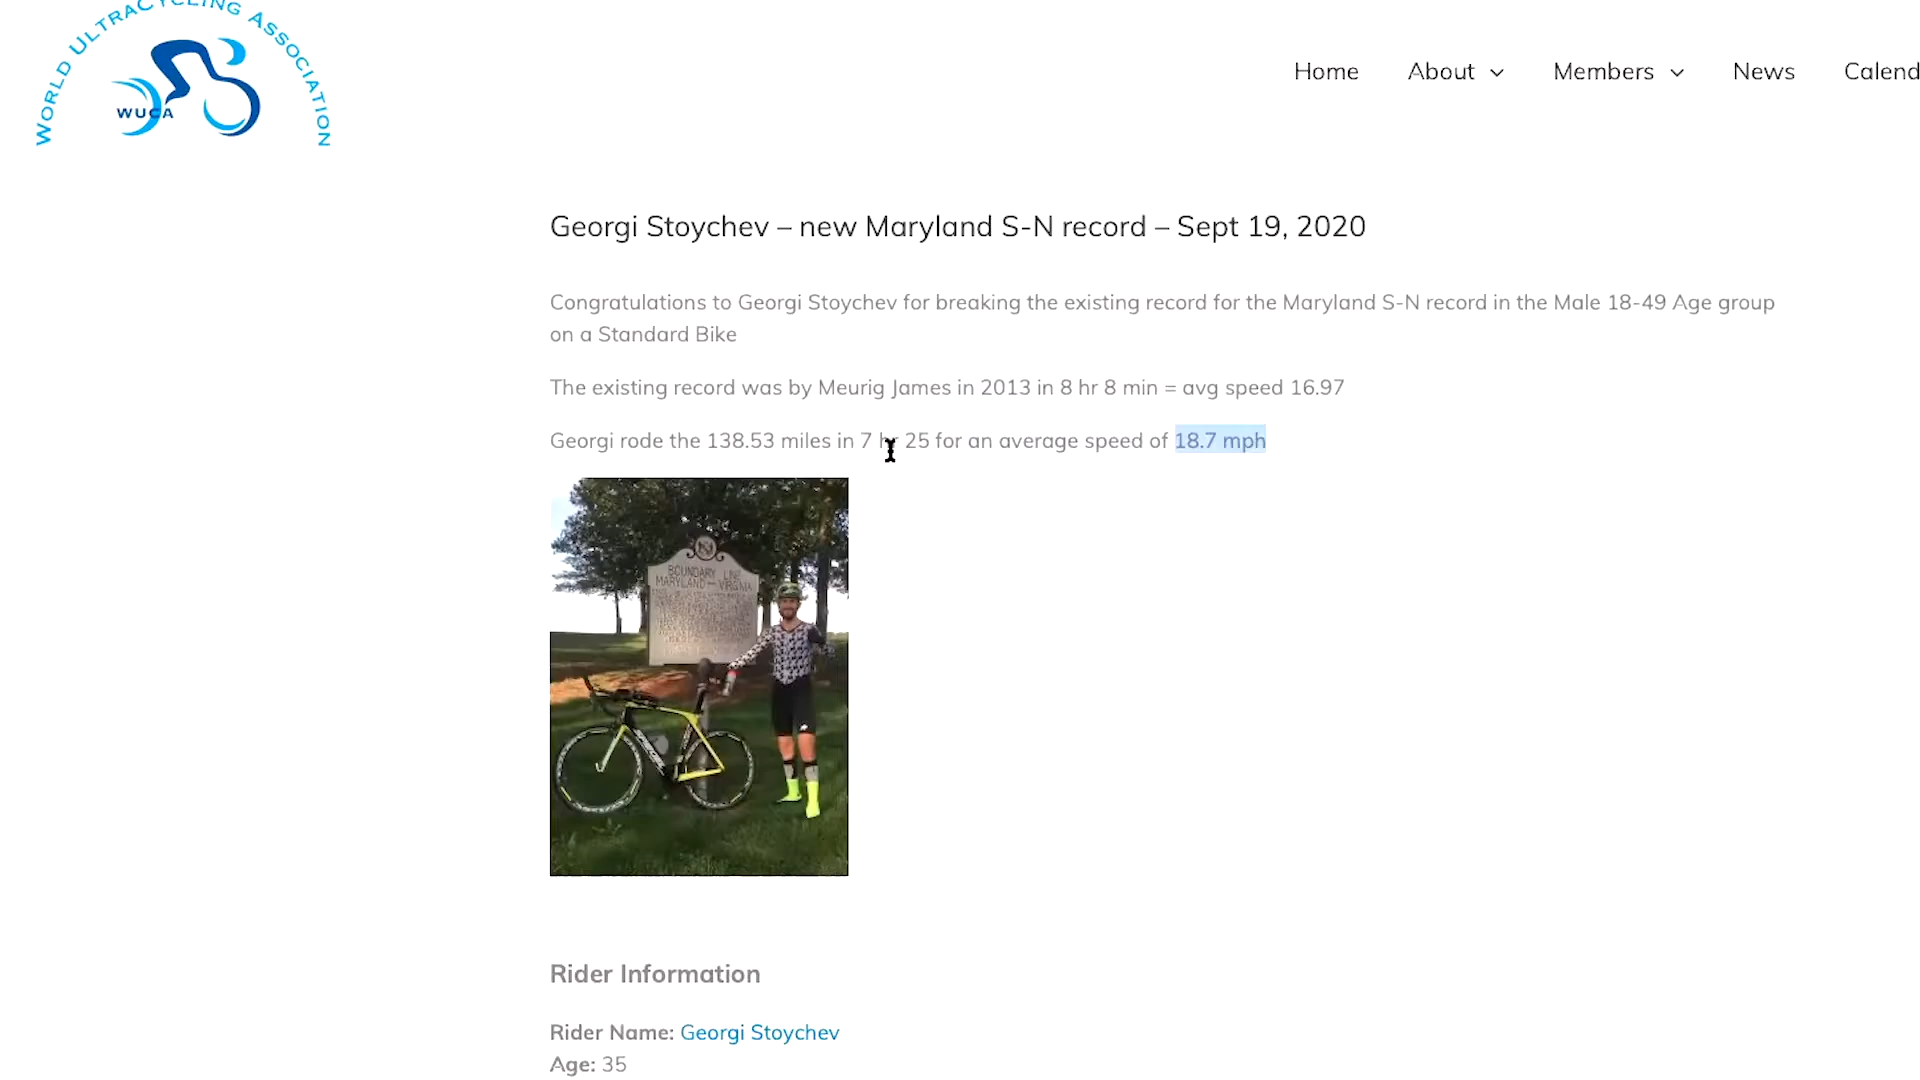 WORLD ULTRACYCLING ASSOCIATION
WUCA
Home About Members News Calend
Georgi Stoychev – new Maryland S-N record – Sept 19, 2020
Congratulations to Georgi Stoychev for breaking the existing record for the Maryland S-N record in the Male 18-49 Age group
on a Standard Bike
The existing record was by Meurig James in 2013 in 8 hr 8 min = avg speed 16.97
Georgi rode the 138.53 miles in 7 hr 25 for an average speed of 18.7 mph
BOUNDARY LINE
MARYLAND—VIRGINIA
Rider Information
Rider Name: Georgi Stoychev
Age: 35